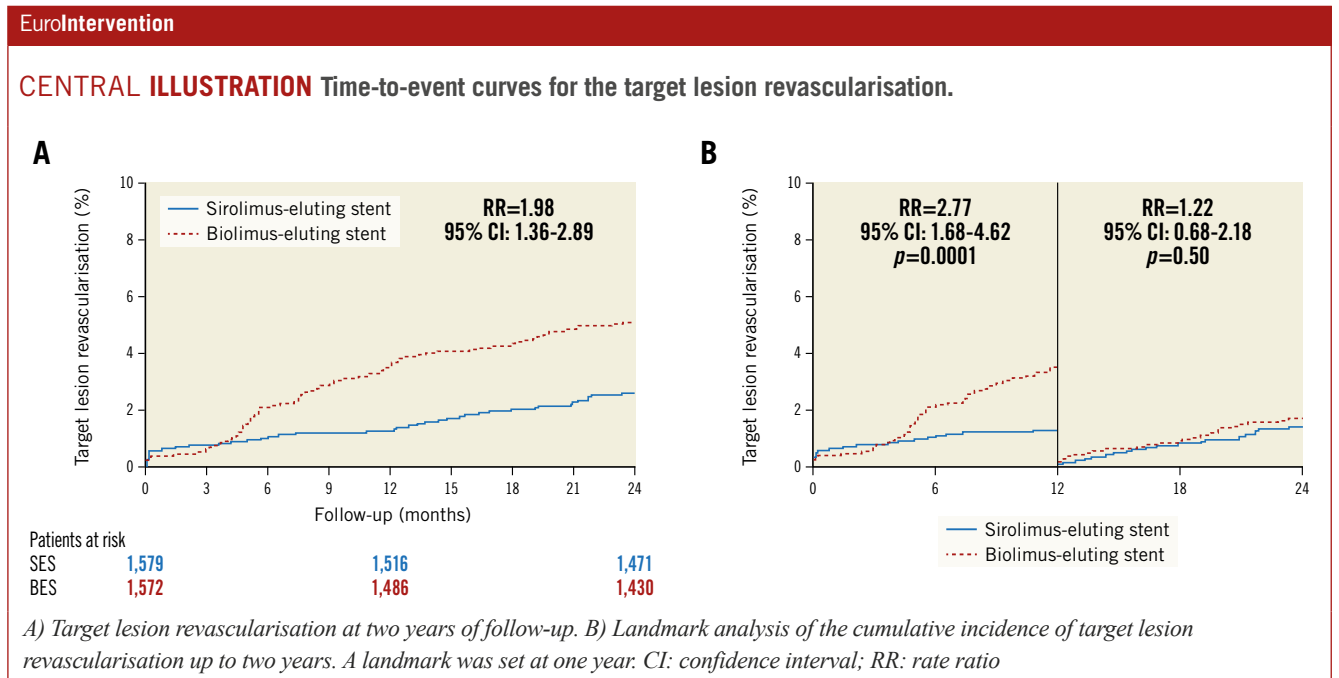 EuroIntervention
CENTRAL ILLUSTRATION Time-to-event curves for the target lesion revascularisation.
A
Target lesion revascularisation (%)
10
8
6
4
2
0
Sirolimus-eluting stent
Biolimus-eluting stent
RR=1.98
95% CI: 1.36-2.89
0 3 6 9 12 15 18 21 24
Follow-up (months)
Patients at risk
SES 1,579 1,516 1,471
BES 1,572 1,486 1,430
B
Target lesion revascularisation (%)
10
8
6
4
2
0
RR=2.77
95% CI: 1.68-4.62
p=0.0001
RR=1.22
95% CI: 0.68-2.18
p=0.50
0 6 12 18 24
Sirolimus-eluting stent
Biolimus-eluting stent
A) Target lesion revascularisation at two years of follow-up. B) Landmark analysis of the cumulative incidence of target lesion
revascularisation up to two years. A landmark was set at one year. CI: confidence interval; RR: rate ratio